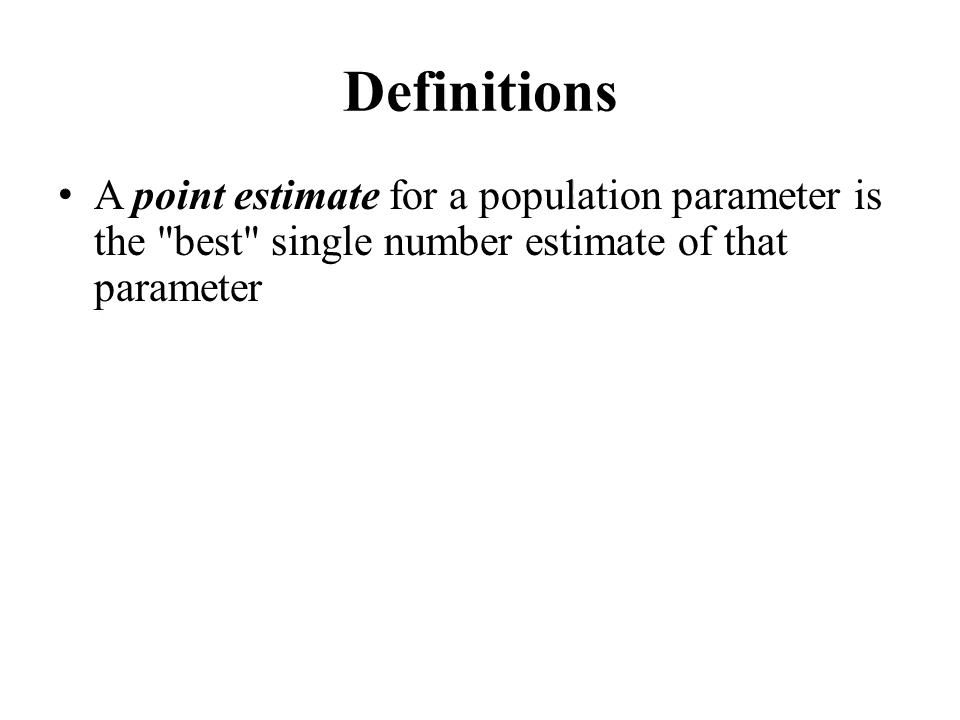 Definitions
• A point estimate for a population parameter is
the "best" single number estimate of that
parameter